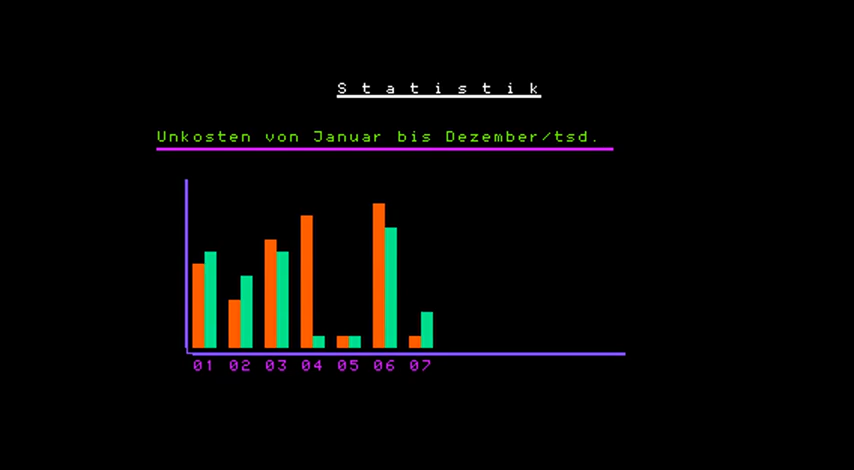 S t a t i s t i k
Unkosten von Januar bis Dezember/tsd.
01 02 03 04 05 06 07